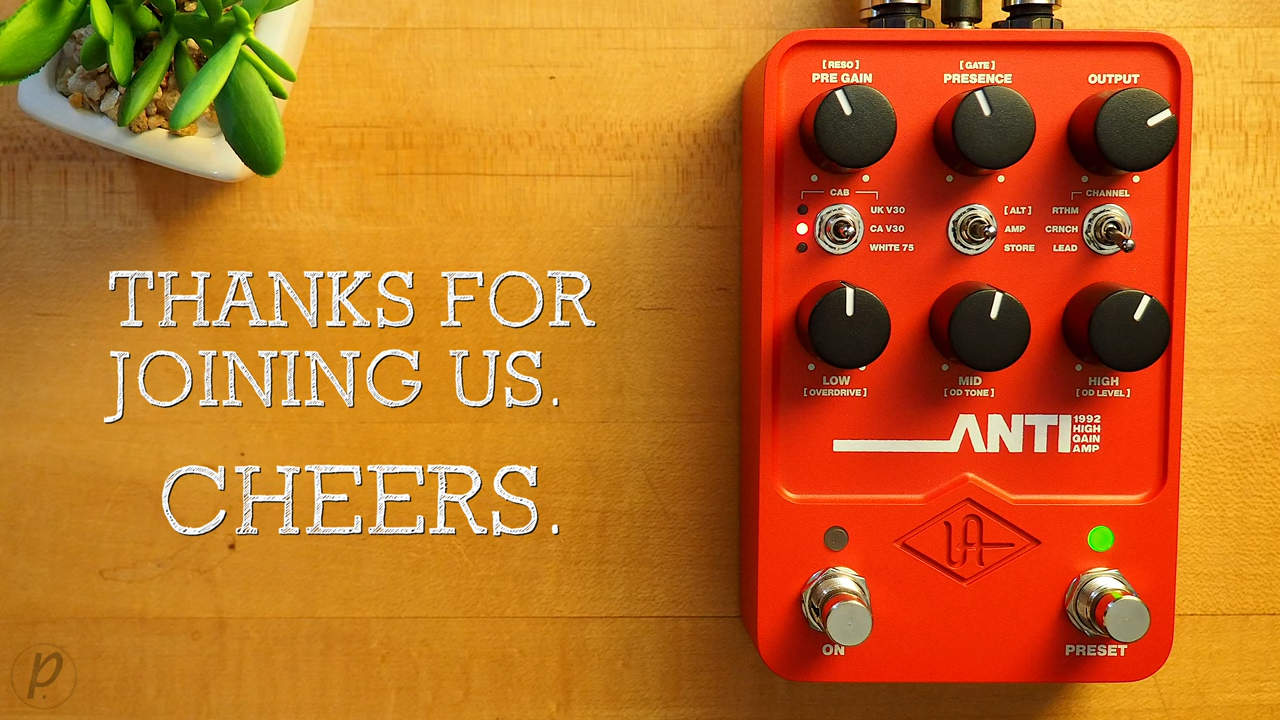 THANKS FOR
JOINING US.
CHEERS.
[ RESO ]
PRE GAIN
[ GATE ]
PRESENCE
OUTPUT
CAB
UK V30
CA V30
WHITE 75
[ ALT ]
AMP
STORE
CHANNEL
RTHM
CRNCH
LEAD
LOW
[ OVERDRIVE ]
MID
[ OD TONE ]
HIGH
[ OD LEVEL ]
ANTI
1992
HIGH
GAIN
AMP
UA
ON
PRESET
p.